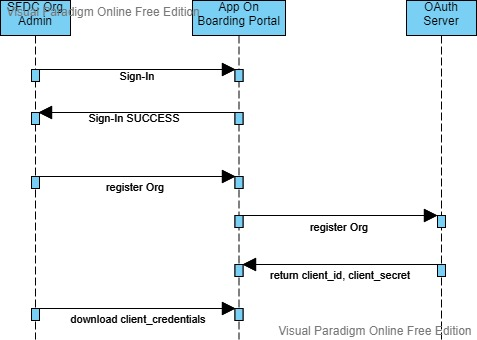 Visual Paradigm Online Free Edition
SFDC Org
Admin
App On
Boarding Portal
OAuth
Server
Sign-In
Sign-In SUCCESS
register Org
register Org
return client_id, client_secret
download client_credentials
Visual Paradigm Online Free Edition